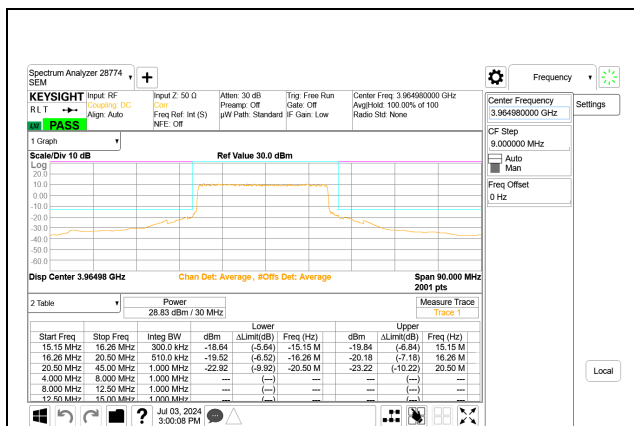 Spectrum Analyzer 28774
SEM
+
Frequency
KEYSIGHT
RLT
LXI PASS
Input: RF
Coupling: DC
Align: Auto
Input Z: 50 Ω
Corr
Freq Ref: Int (S)
NFE: Off
Atten: 30 dB
Preamp: Off
µW Path: Standard
Trig: Free Run
Gate: Off
IF Gain: Low
Center Freq: 3.964980000 GHz
Avg|Hold: 100.00% of 100
Radio Std: None
Center Frequency
3.964980000 GHz
Settings
CF Step
9.000000 MHz
Auto
Man
Freq Offset
0 Hz
Local
1 Graph
Scale/Div 10 dB Ref Value 30.0 dBm
Log
20.0
10.0
0.00
-10.0
-20.0
-30.0
-40.0
-50.0
-60.0
Disp Center 3.96498 GHz Chan Det: Average, #Offs Det: Average Span 90.000 MHz
2001 pts
2 Table
Power
28.83 dBm / 30 MHz
Measure Trace
Trace 1
Lower Upper
Start Freq Stop Freq Integ BW dBm ΔLimit(dB) Freq (Hz) dBm ΔLimit(dB) Freq (Hz)
15.15 MHz 16.26 MHz 300.0 kHz -18.64 (-5.64) -15.15 M -19.84 (-6.84) 15.15 M
16.26 MHz 20.50 MHz 510.0 kHz -19.52 (-6.52) -16.26 M -20.18 (-7.18) 16.26 M
20.50 MHz 45.00 MHz 1.000 MHz -22.92 (-9.92) -20.50 M -23.22 (-10.22) 20.50 M
4.000 MHz 8.000 MHz 1.000 MHz --- (---) --- --- (---) ---
8.000 MHz 12.50 MHz 1.000 MHz --- (---) --- --- (---) ---
12.50 MHz 15.00 MHz 1.000 MHz --- (---) --- --- (---) ---
? Jul 03, 2024
3:00:08 PM